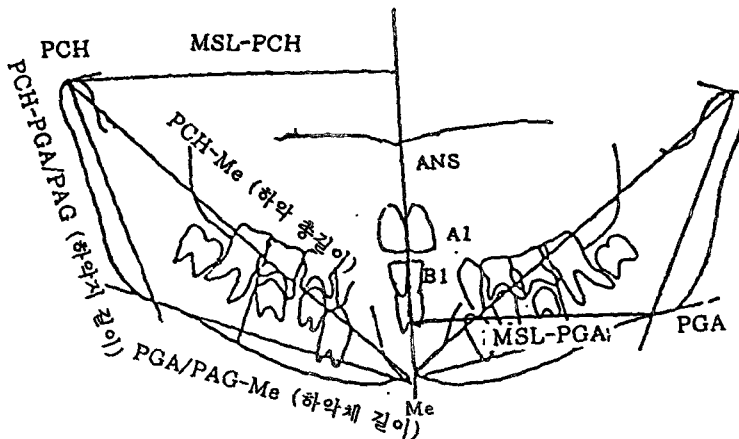 PCH
MSL-PCH
PCH-PGA/PAG (하악지 길이)
PCH-Me (하악 총길이)
ANS
A1
B1
MSL-PGA
PGA
PGA/PAG-Me (하악체 길이)
Me